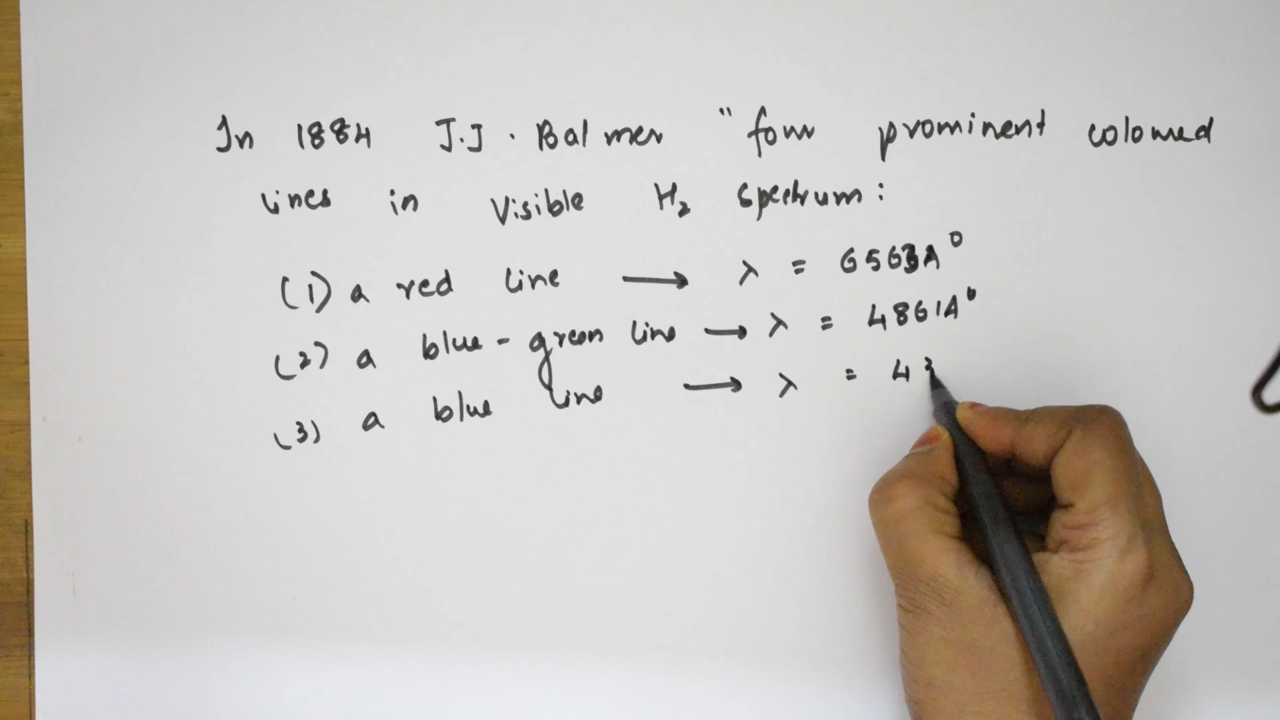 In 1884 J.J. Balmer "four prominent coloured
lines in visible H₂ spectrum:
(1) a red line → λ = 6563A°
(2) a blue-green line → λ = 4861A°
(3) a blue line → λ = 43